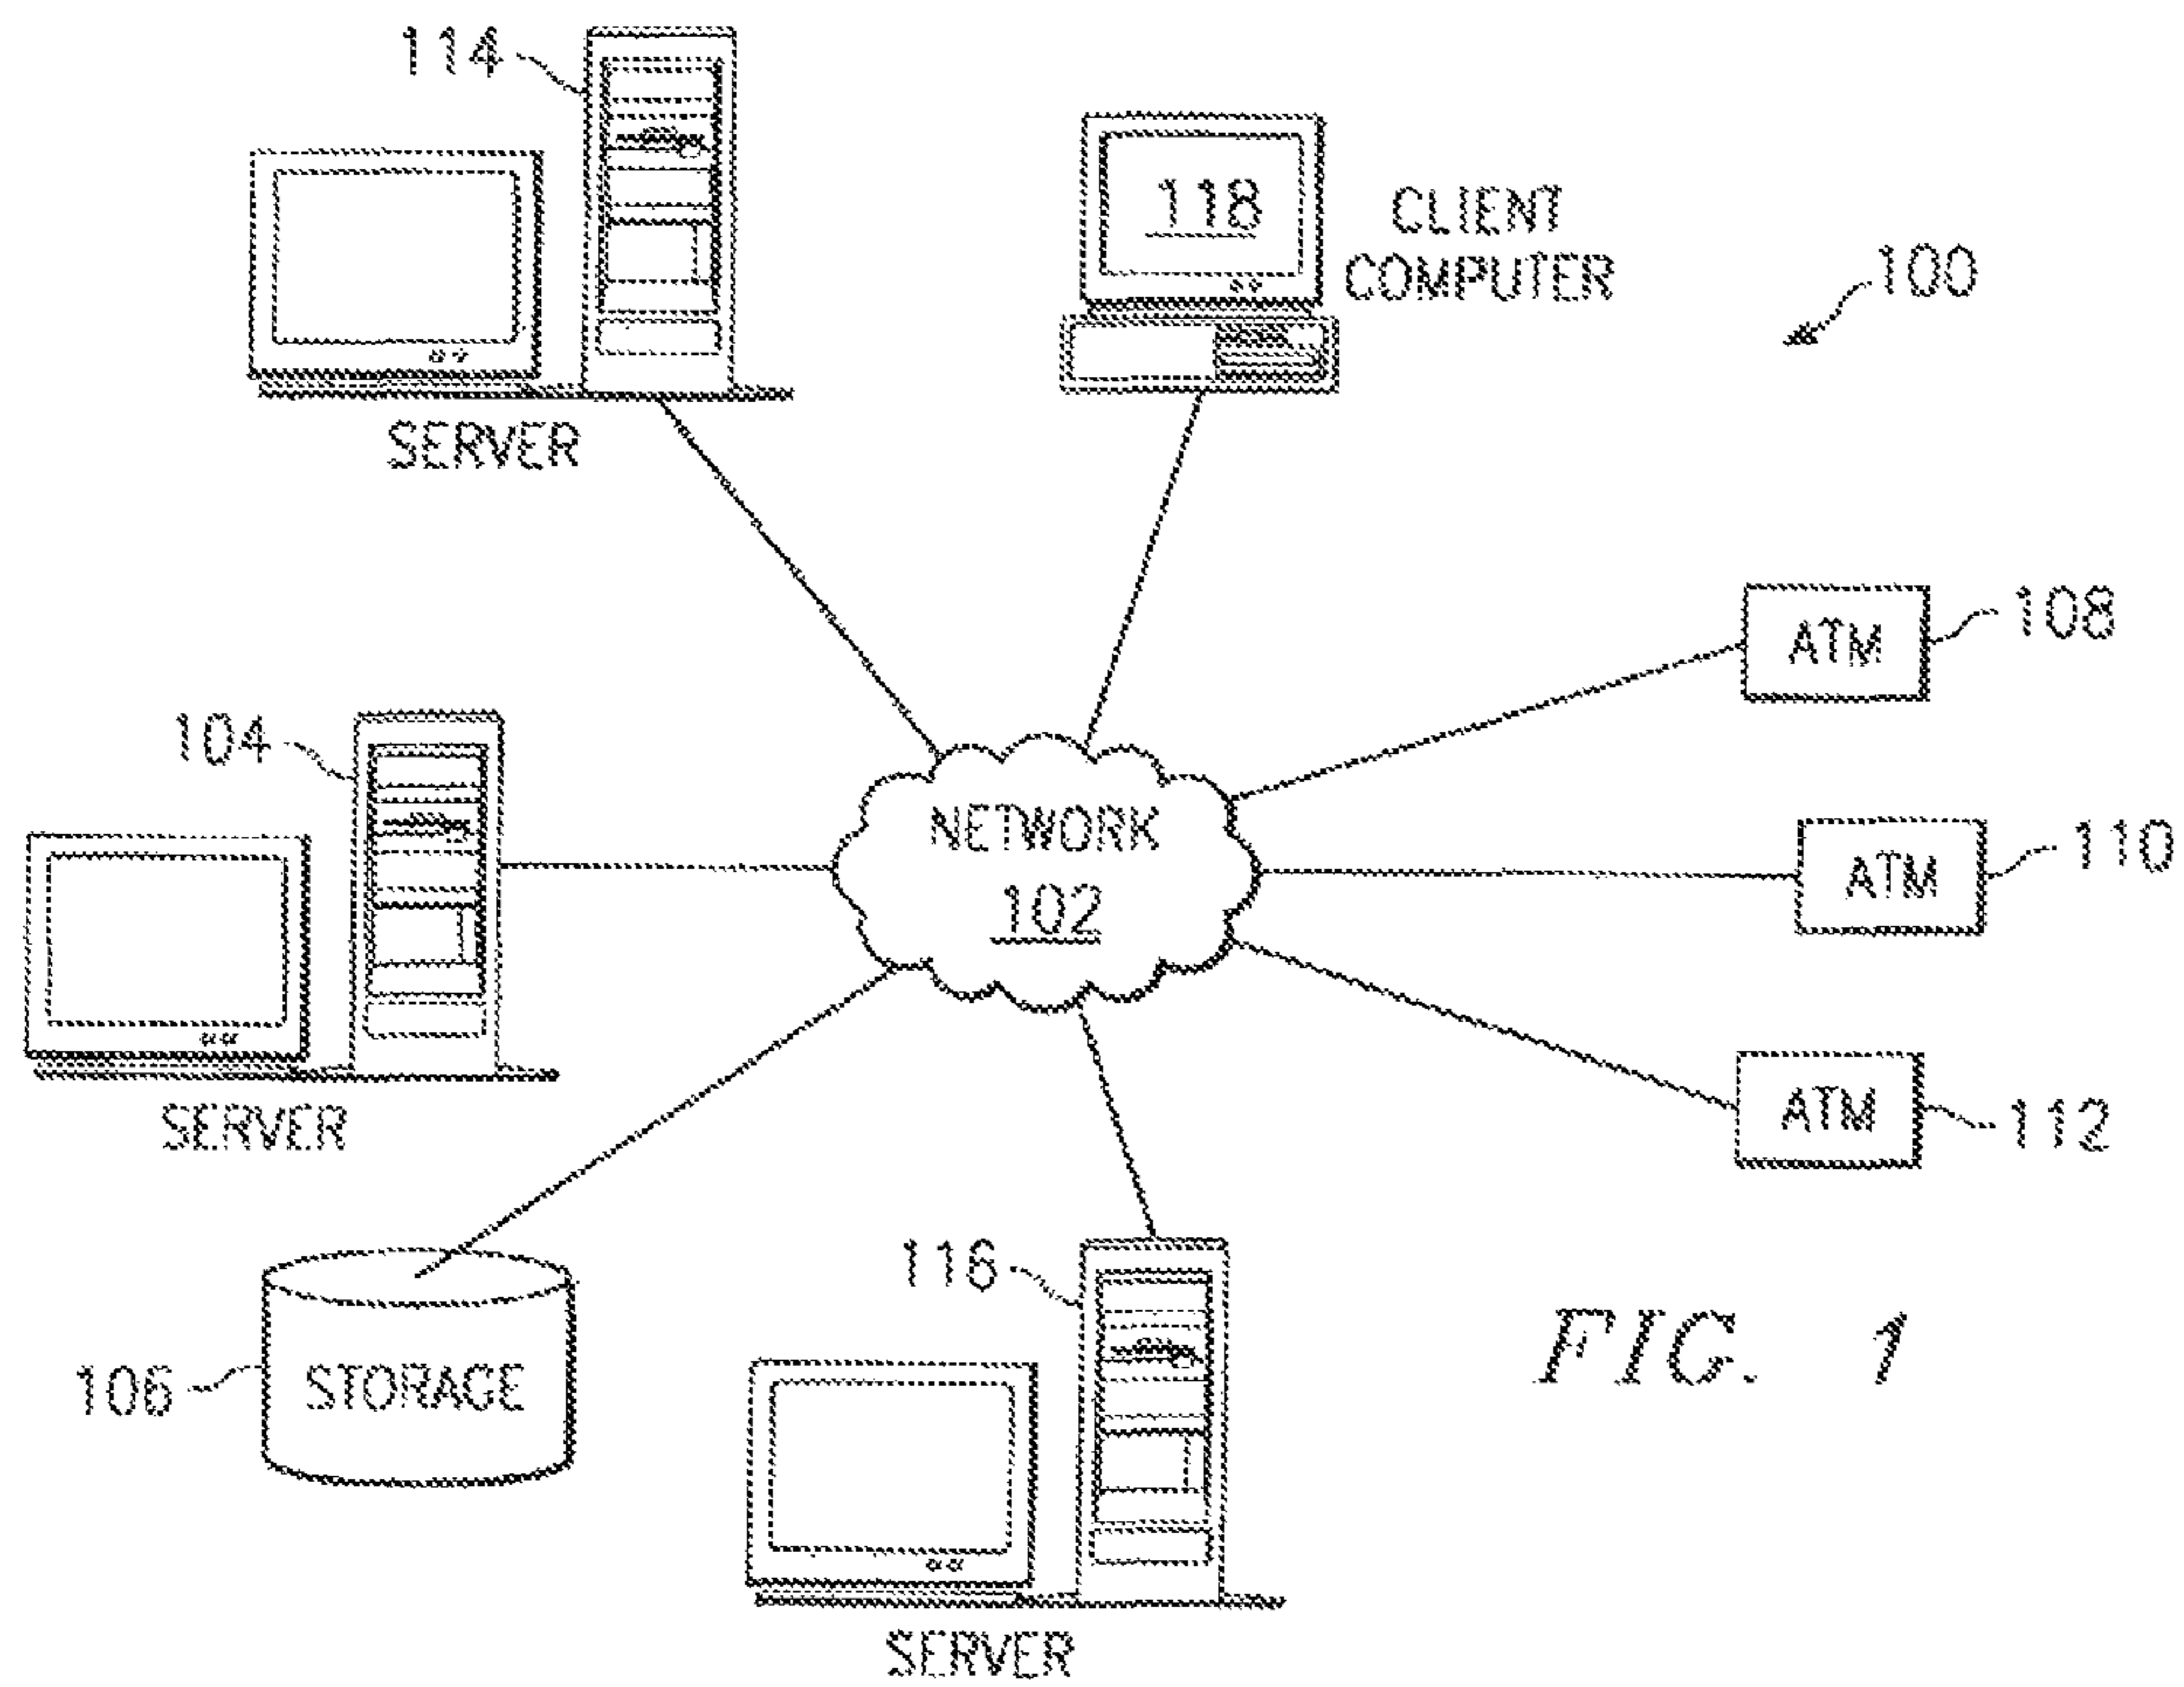 114
118
CLIENT
COMPUTER
100
SERVER
ATM
108
104
NETWORK
102
ATM
110
SERVER
ATM
112
116
106
STORAGE
FIG. 1
SERVER